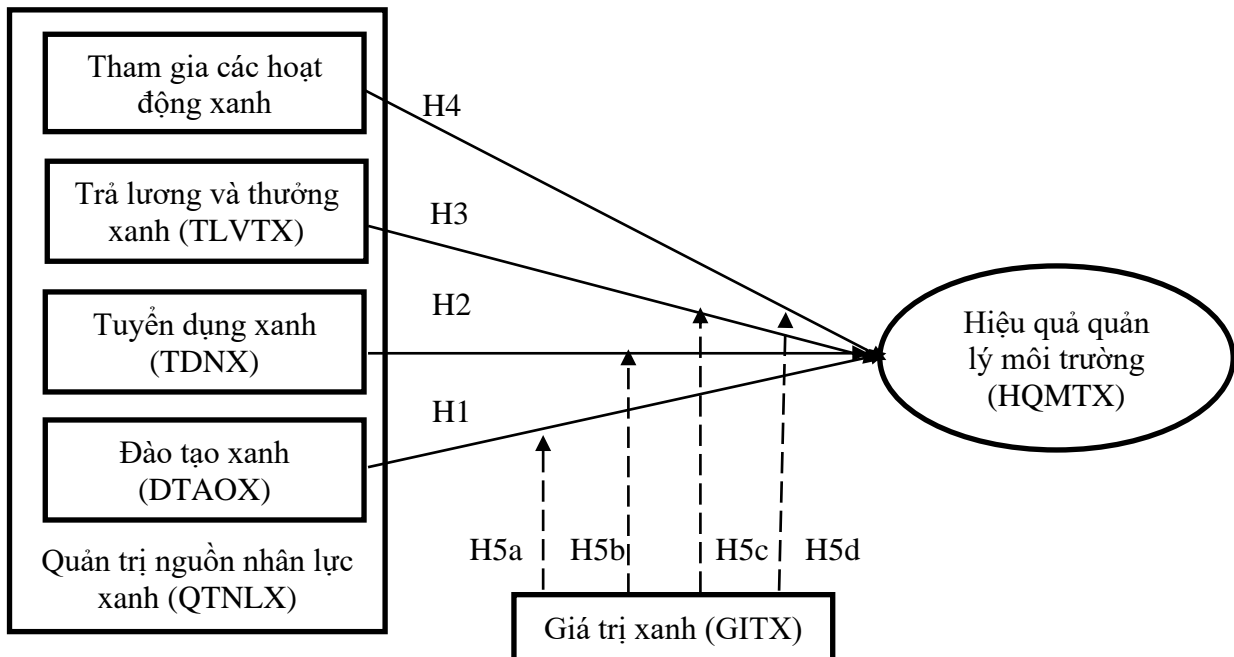 Tham gia các hoạt
động xanh
H4
Trả lương và thưởng
xanh (TLVTX)
H3
Tuyển dụng xanh
(TDNX)
H2
Đào tạo xanh
(DTAOX)
H1
Quản trị nguồn nhân lực
xanh (QTNLX)
Hiệu quả quản
lý môi trường
(HQMTX)
H5a
H5b
H5c
H5d
Giá trị xanh (GITX)